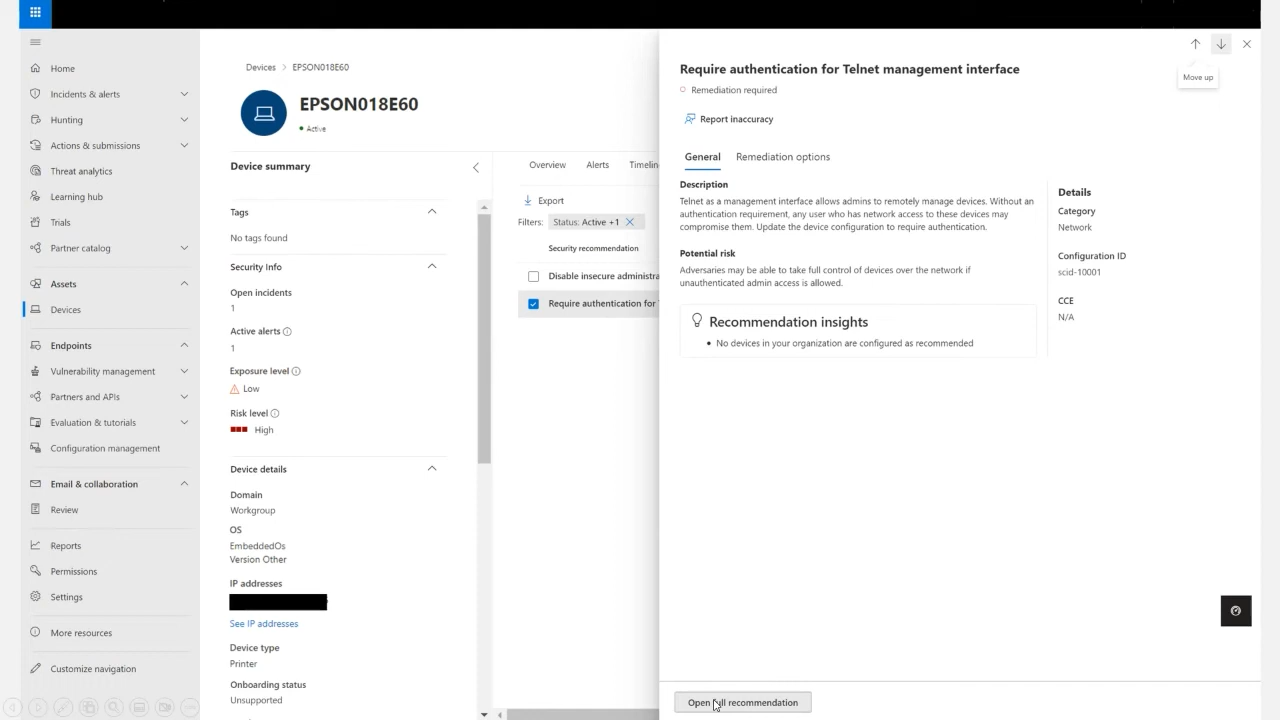 Home
Incidents & alerts
Hunting
Actions & submissions
Threat analytics
Learning hub
Trials
Partner catalog
Assets
Devices
Endpoints
Vulnerability management
Partners and APIs
Evaluation & tutorials
Configuration management
Email & collaboration
Review
Reports
Permissions
Settings
More resources
Customize navigation
Devices > EPSON018E60
EPSON018E60
Active
Device summary
Tags
No tags found
Security Info
Open incidents
1
Active alerts
1
Exposure level
Low
Risk level
High
Device details
Domain
Workgroup
OS
EmbeddedOs
Version Other
IP addresses
See IP addresses
Device type
Printer
Onboarding status
Unsupported
Overview Alerts Timelin
Export
Filters: Status: Active +1
Security recommendation
Disable insecure administra
Require authentication for
Move up
Require authentication for Telnet management interface
Remediation required
Report inaccuracy
General Remediation options
Description
Telnet as a management interface allows admins to remotely manage devices. Without an
authentication requirement, any user who has network access to these devices may
compromise them. Update the device configuration to require authentication.
Potential risk
Adversaries may be able to take full control of devices over the network if
unauthenticated admin access is allowed.
Recommendation insights
• No devices in your organization are configured as recommended
Details
Category
Network
Configuration ID
scid-10001
CCE
N/A
Open full recommendation